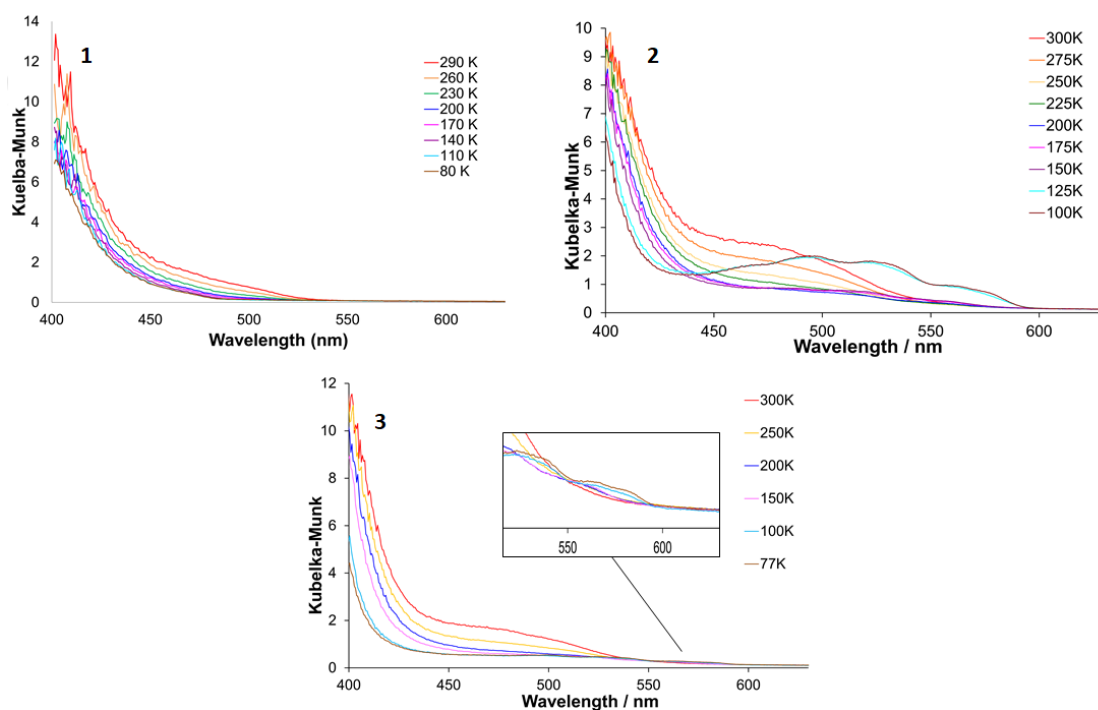 1
14
12
10
8
6
4
2
0
Kuelba-Munk
400
450
500
550
600
Wavelength (nm)
290 K
260 K
230 K
200 K
170 K
140 K
110 K
80 K
2
10
9
8
7
6
5
4
3
2
1
0
Kubelka-Munk
400
450
500
550
600
Wavelength / nm
300K
275K
250K
225K
200K
175K
150K
125K
100K
3
12
10
8
6
4
2
0
Kubelka-Munk
400
450
500
550
600
Wavelength / nm
550
600
300K
250K
200K
150K
100K
77K